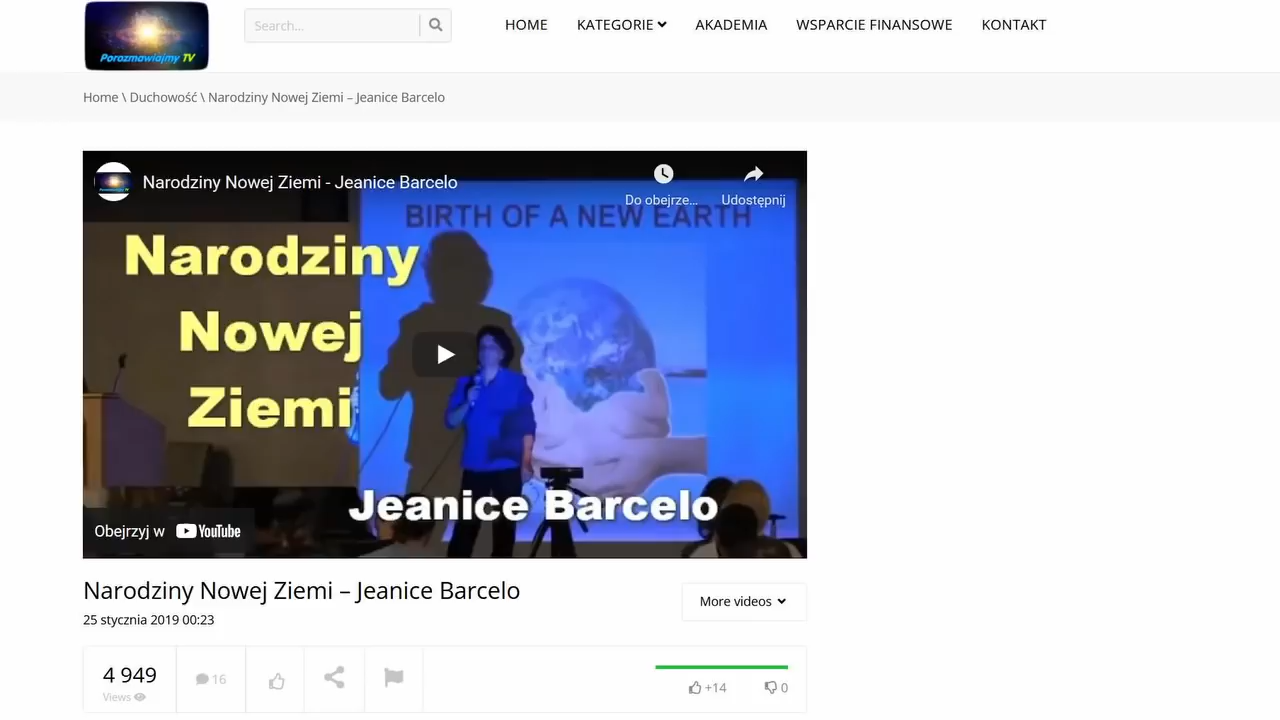 Porozmawiajmy TV
Search...
HOME
KATEGORIE
AKADEMIA
WSPARCIE FINANSOWE
KONTAKT
Home \ Duchowość \ Narodziny Nowej Ziemi – Jeanice Barcelo
Narodziny Nowej Ziemi - Jeanice Barcelo
Do obejrze...
Udostępnij
BIRTH OF A NEW EARTH
Narodziny
Nowej
Ziemi
Jeanice Barcelo
Obejrzyj w YouTube
Narodziny Nowej Ziemi – Jeanice Barcelo
More videos
25 stycznia 2019 00:23
4 949
Views
16
+14
0